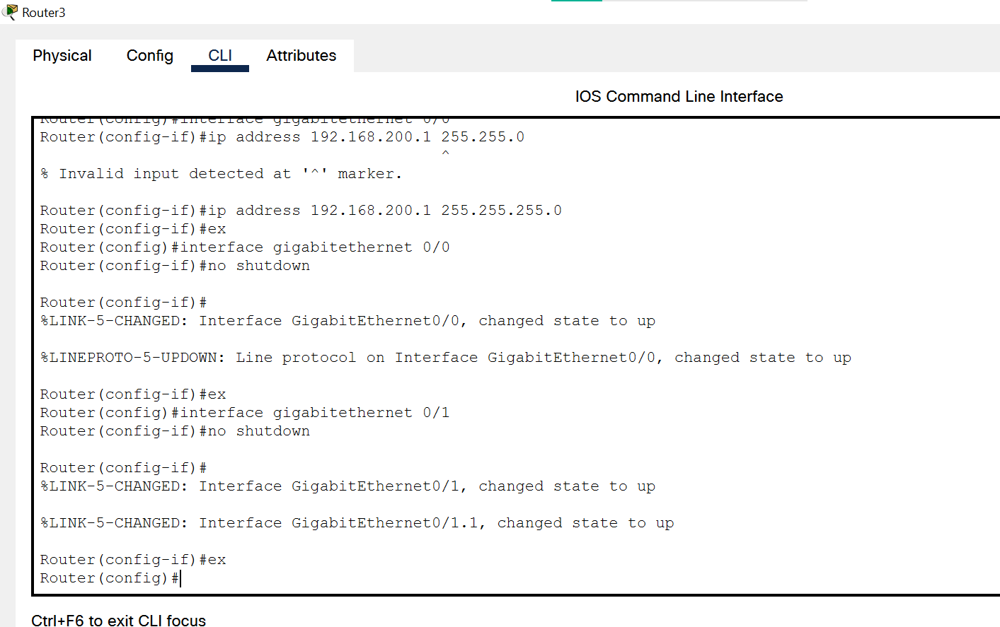 Router3
Physical Config CLI Attributes
IOS Command Line Interface
Router(config)#interface gigabitethernet 0/0
Router(config-if)#ip address 192.168.200.1 255.255.0
^
% Invalid input detected at '^' marker.
Router(config-if)#ip address 192.168.200.1 255.255.255.0
Router(config-if)#ex
Router(config)#interface gigabitethernet 0/0
Router(config-if)#no shutdown
Router(config-if)#
%LINK-5-CHANGED: Interface GigabitEthernet0/0, changed state to up
%LINEPROTO-5-UPDOWN: Line protocol on Interface GigabitEthernet0/0, changed state to up
Router(config-if)#ex
Router(config)#interface gigabitethernet 0/1
Router(config-if)#no shutdown
Router(config-if)#
%LINK-5-CHANGED: Interface GigabitEthernet0/1, changed state to up
%LINK-5-CHANGED: Interface GigabitEthernet0/1.1, changed state to up
Router(config-if)#ex
Router(config)#
Ctrl+F6 to exit CLI focus